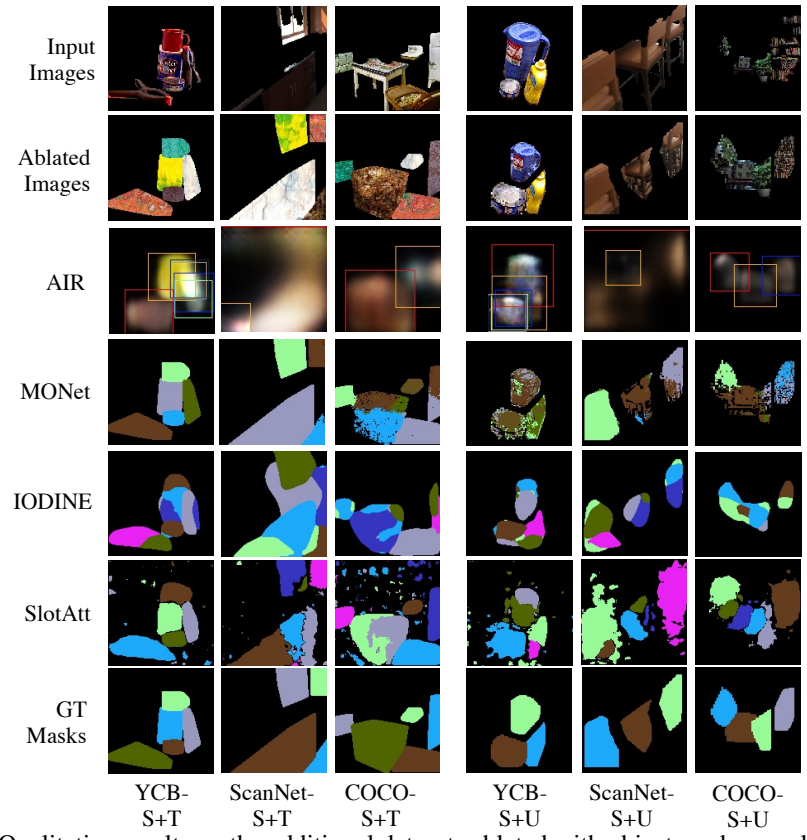 Input
Images
Ablated
Images
AIR
MONet
IODINE
SlotAtt
GT
Masks
YCB-
S+T
ScanNet-
S+T
COCO-
S+T
YCB-
S+U
ScanNet-
S+U
COCO-
S+U